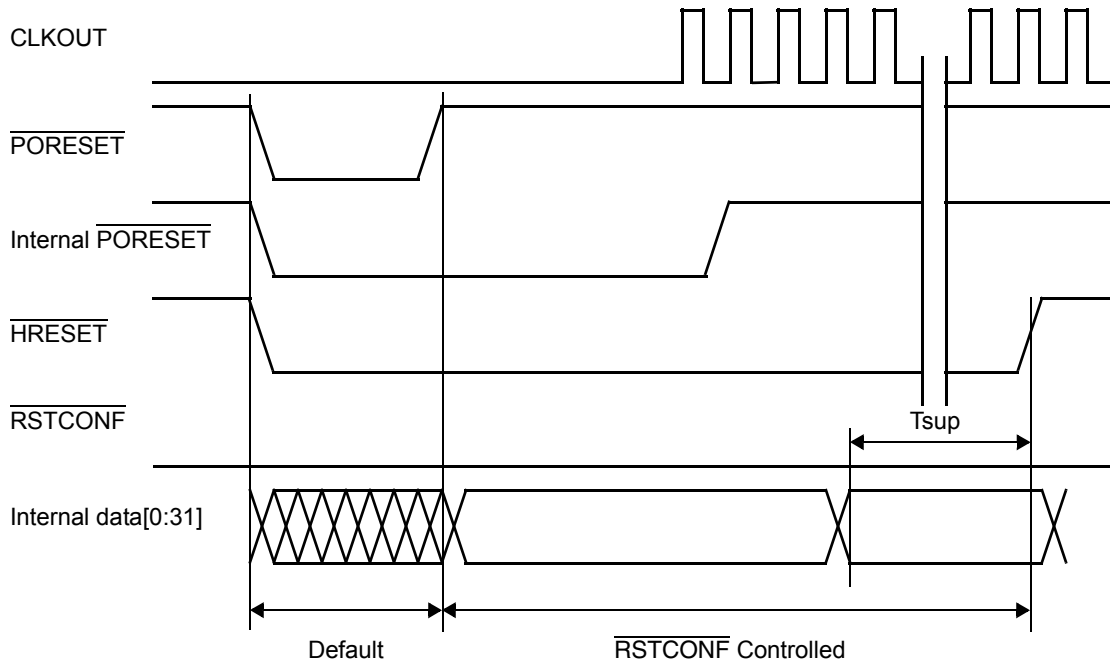 CLKOUT
PORESET
Internal PORESET
HRESET
RSTCONF
Tsup
Internal data[0:31]
Default
RSTCONF Controlled